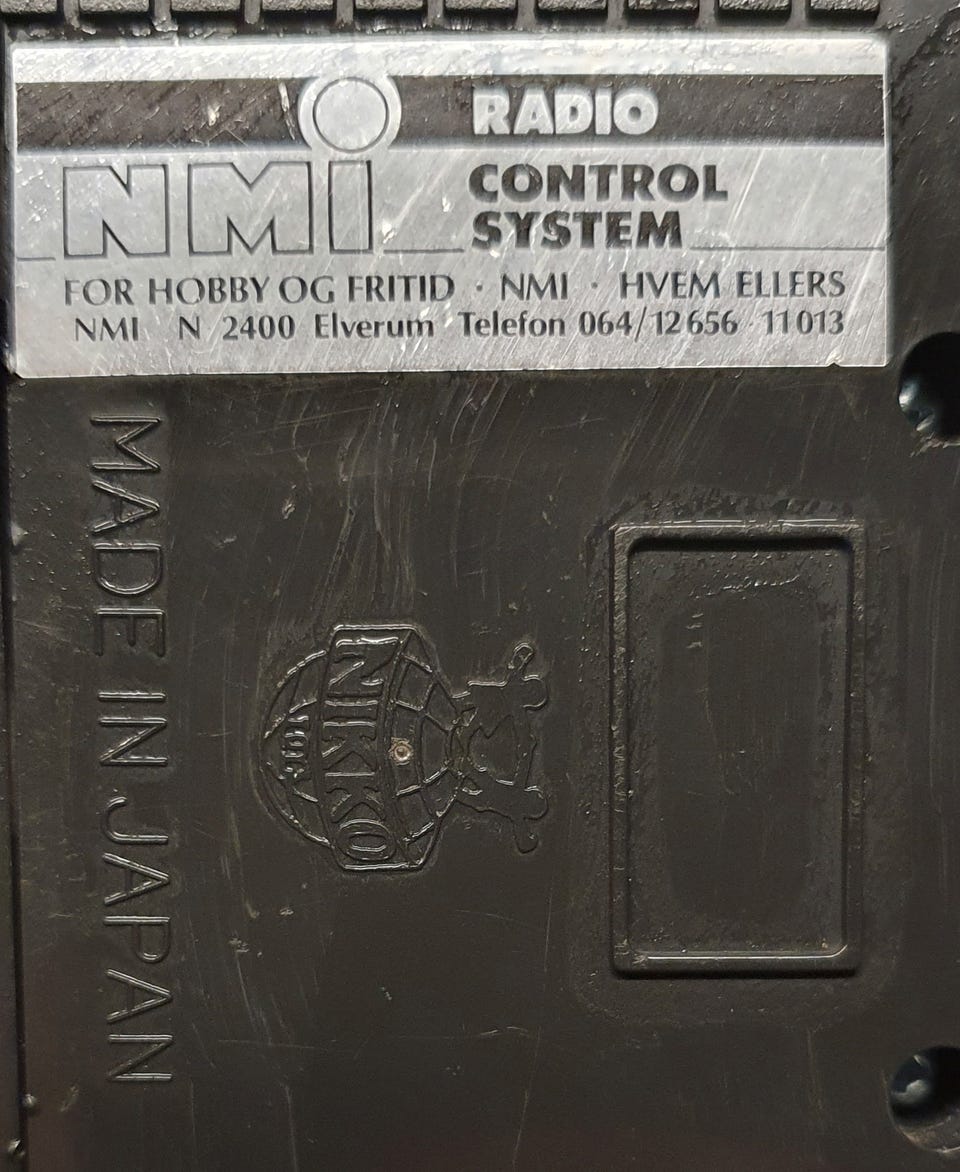 NMi
RADIO
CONTROL
SYSTEM
FOR HOBBY OG FRITID · NMI · HVEM ELLERS
NMI N 2400 Elverum Telefon 064/12656 11013
MADE IN JAPAN
NIKKO